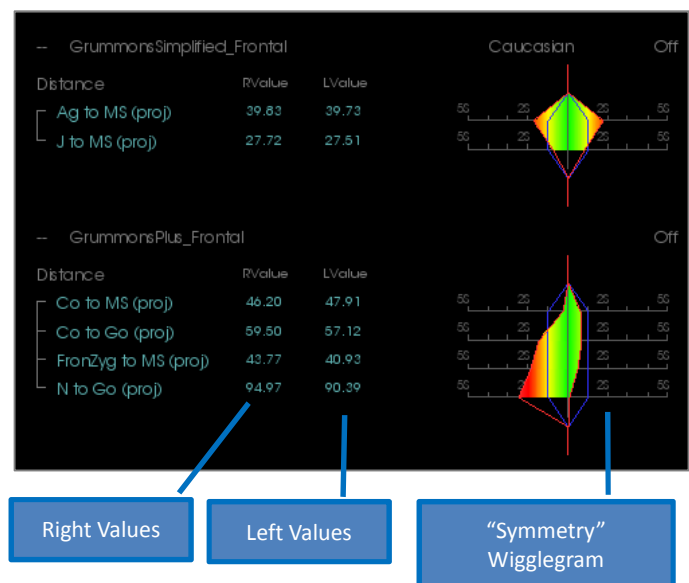 -- GrummonsSimplified_Frontal Caucasian Off
Distance RValue LValue
Ag to MS (proj) 39.83 39.73 5S 2S 2S 5S
J to MS (proj) 27.72 27.51 5S 2S 2S 5S
-- GrummonsPlus_Frontal Off
Distance RValue LValue
Co to MS (proj) 46.20 47.91 5S 2S 2S 5S
Co to Go (proj) 59.50 57.12 5S 2S 2S 5S
FronZyg to MS (proj) 43.77 40.93 5S 2S 2S 5S
N to Go (proj) 94.97 90.39 5S 2S 2S 5S
Right Values Left Values “Symmetry”
Wigglegram